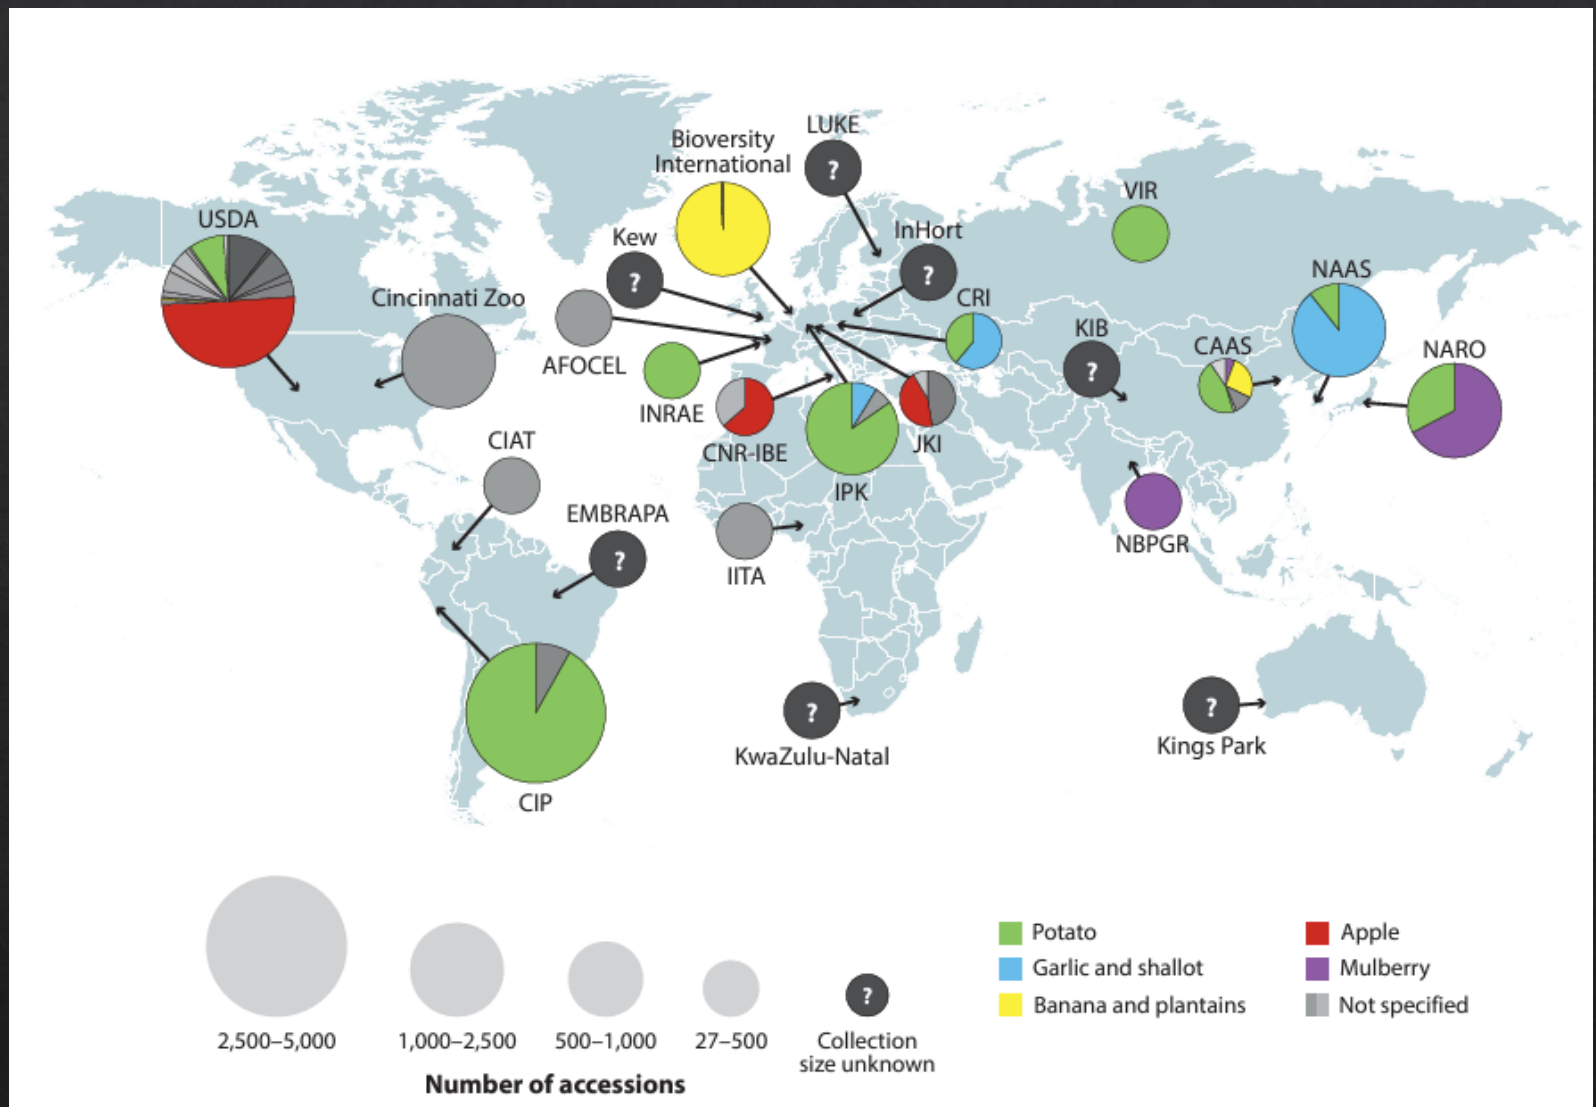 LUKE
?
Bioversity
International
VIR
USDA
Kew
?
InHort
?
NAAS
Cincinnati Zoo
CRI
KIB
?
CAAS
NARO
AFOCEL
INRAE
CNR-IBE
JKI
IPK
CIAT
EMBRAPA
?
IITA
NBPGR
?
KwaZulu-Natal
?
Kings Park
CIP
2,500–5,000
1,000–2,500
500–1,000
27–500
?
Collection
size unknown
Number of accessions
Potato
Garlic and shallot
Banana and plantains
Apple
Mulberry
Not specified